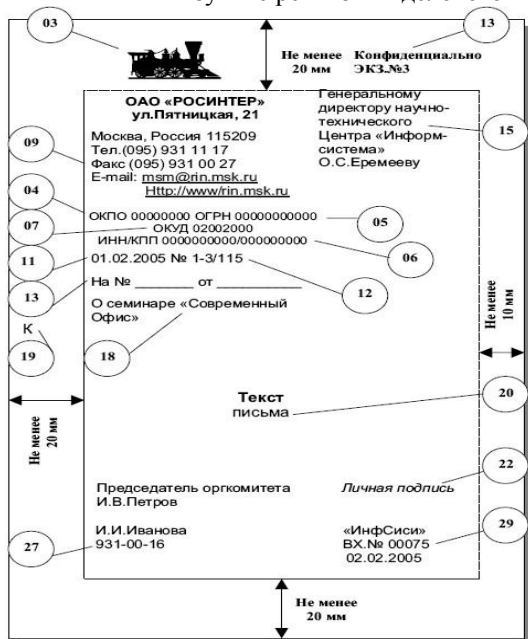 03
13
Не менее
20 мм
Конфиденциально
ЭКЗ.№3
ОАО «РОСИНТЕР»
ул.Пятницкая, 21
Генеральному
директору научно-
технического
Центра «Информ-
система»
О.С.Еремееву
15
09
Москва, Россия 115209
Тел.(095) 931 11 17
Факс (095) 931 00 27
E-mail: msm@rin.msk.ru
Http://www/rin.msk.ru
04
ОКПО 00000000 ОГРН 00000000000
05
07
ОКУД 02002000
ИНН/КПП 0000000000/000000000
06
11
01.02.2005 № 1-3/115
12
13
На № ________ от __________
О семинаре «Современный
Офис»
К
19
18
Не менее
10 мм
Не менее
20 мм
Текст
письма
20
22
Председатель оргкомитета
И.В.Петров
Личная подпись
И.И.Иванова
931-00-16
27
«ИнфСиси»
ВХ.№ 00075
02.02.2005
29
Не менее
20 мм